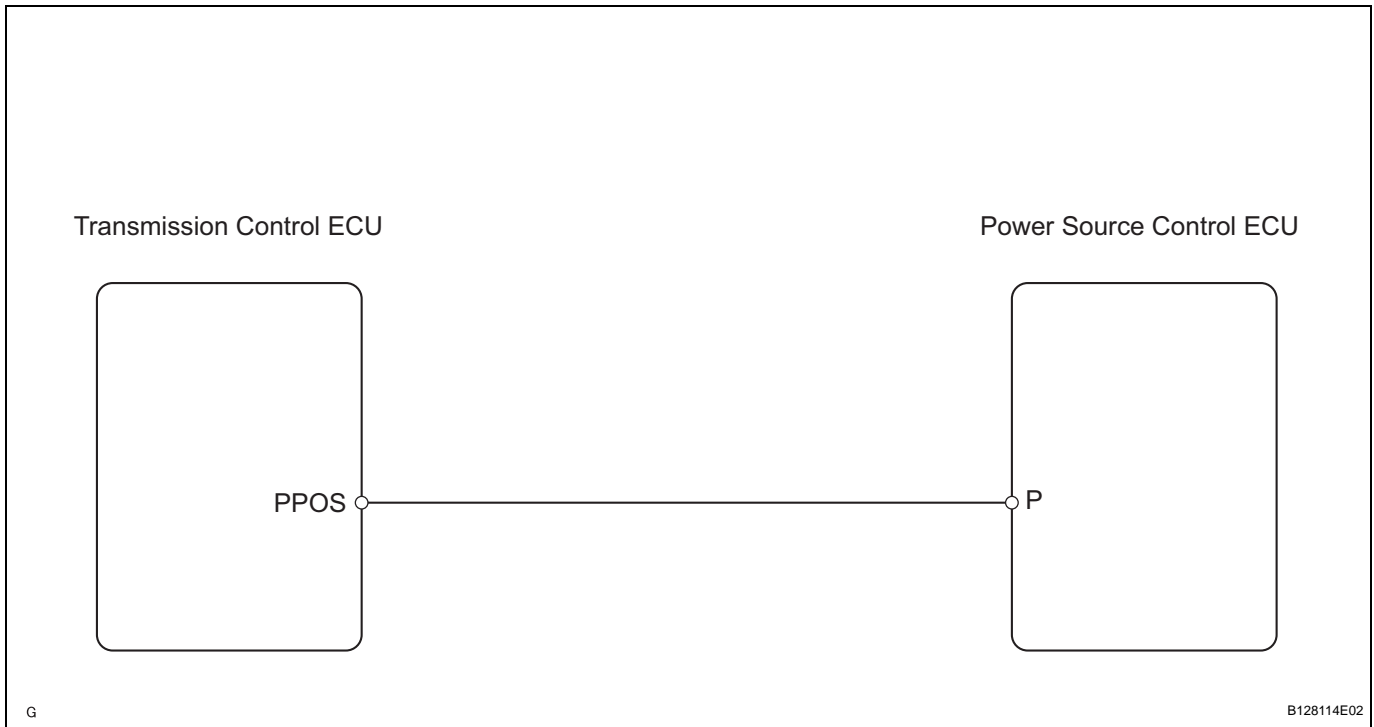 Transmission Control ECU
Power Source Control ECU
PPOS
P
G
B128114E02